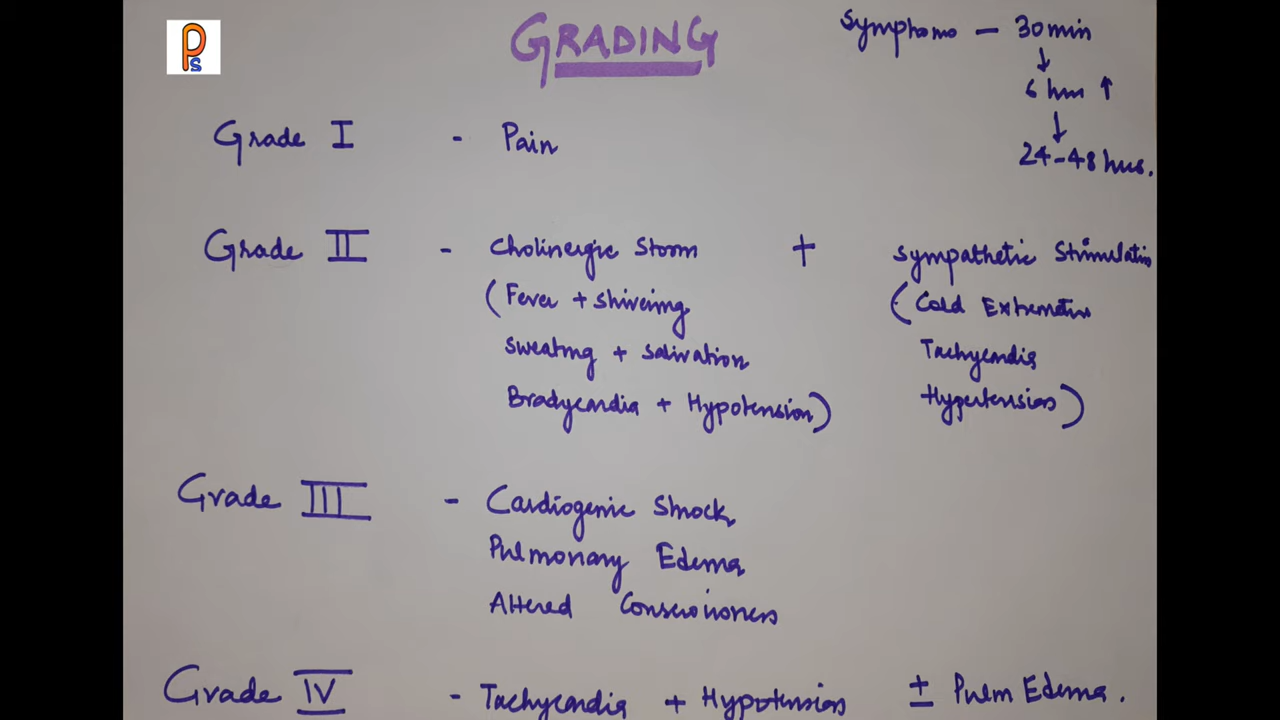 PS
GRADING
Symptoms - 30 min
↓
6 hrs ↑
↓
24-48 hrs.
Grade I - Pain
Grade II - Cholinergic Storm + Sympathetic Stimulation
(Fever + shivering (Cold Extremities
Sweating + Salivation Tachycardia
Bradycardia + Hypotension) Hypertension)
Grade III - Cardiogenic Shock
Pulmonary Edema
Altered Consciousness
Grade IV - Tachycardia + Hypotension ± Pulm Edema.